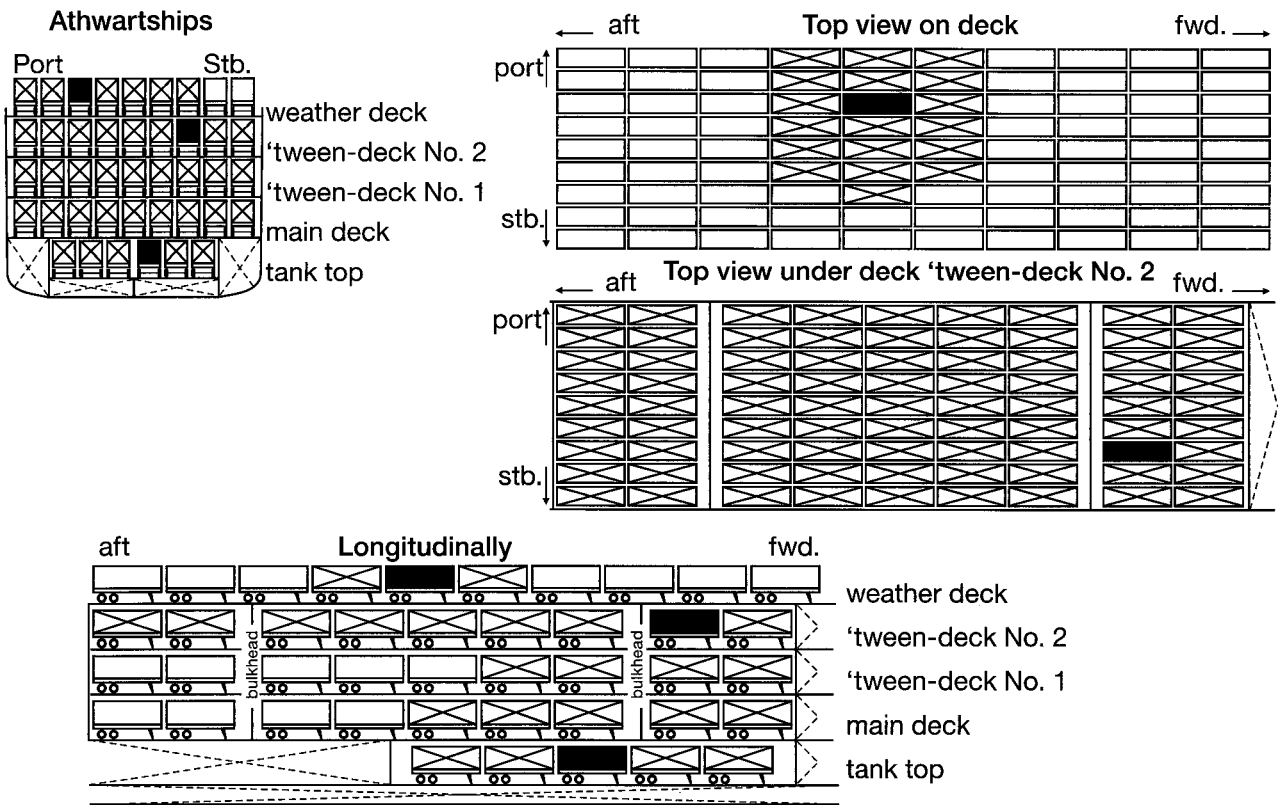 Athwartships
Port Stb.
weather deck
‘tween-deck No. 2
‘tween-deck No. 1
main deck
tank top
aft Top view on deck fwd.
port
stb.
Top view under deck ‘tween-deck No. 2
aft fwd.
port
stb.
aft Longitudinally fwd.
weather deck
‘tween-deck No. 2
‘tween-deck No. 1
main deck
tank top
bulkhead
bulkhead